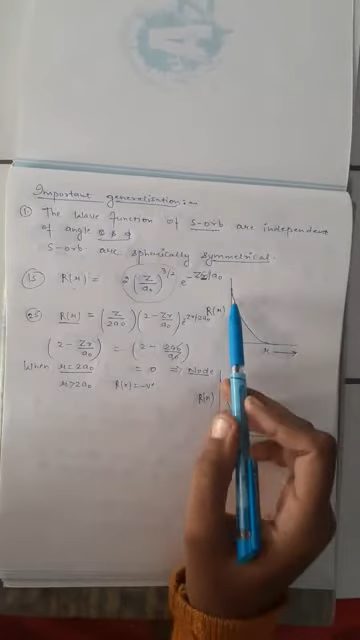 Important generalisation:-
① The Wave function of S-orb are independent
of angle θ & φ
S-orb are spherically symmetrical.
1S R(r) = 2 (Z/a₀)^3/2 e^-Zr/a₀
2S R(r) = (Z/2a₀) (2 - Zr/a₀) e^Zr/2a₀ R(r)
r →
(2 - Zr/a₀) = (2 - 2a₀/a₀)
When r = 2a₀ = 0 ⇒ Node
r > 2a₀ R(r) = -ve
R(r)